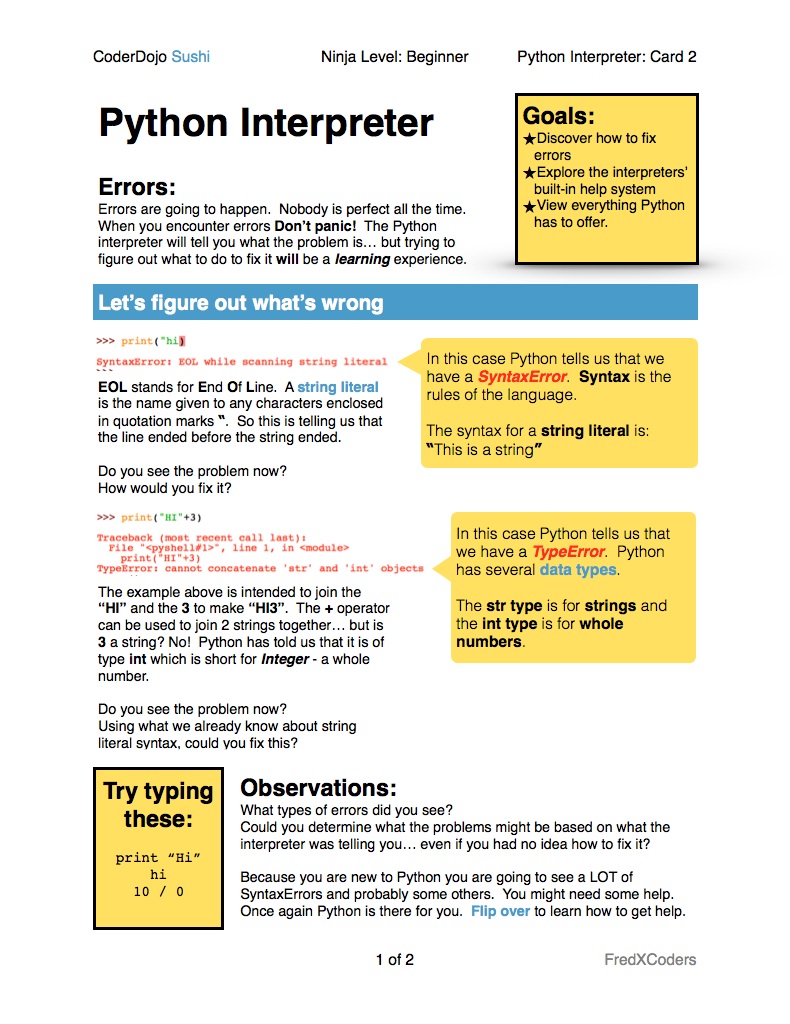 CoderDojo Sushi
Ninja Level: Beginner
Python Interpreter: Card 2
Python Interpreter
Goals:
★Discover how to fix
errors
★Explore the interpreters'
built-in help system
★View everything Python
has to offer.
Errors:
Errors are going to happen.  Nobody is perfect all the time.
When you encounter errors Don't panic!  The Python
interpreter will tell you what the problem is… but trying to
figure out what to do to fix it will be a learning experience.
Let's figure out what's wrong
>>> print("hi)
SyntaxError: EOL while scanning string literal
EOL stands for End Of Line.  A string literal
is the name given to any characters enclosed
in quotation marks ‟.  So this is telling us that
the line ended before the string ended.
Do you see the problem now?
How would you fix it?
In this case Python tells us that we
have a SyntaxError.  Syntax is the
rules of the language.
The syntax for a string literal is:
‟This is a string”
>>> print("HI"+3)
Traceback (most recent call last):
File "<pyshell#1>", line 1, in <module>
print("HI"+3)
TypeError: cannot concatenate 'str' and 'int' objects
The example above is intended to join the
“HI” and the 3 to make “HI3”.  The + operator
can be used to join 2 strings together… but is
3 a string? No!  Python has told us that it is of
type int which is short for Integer - a whole
number.
Do you see the problem now?
Using what we already know about string
literal syntax, could you fix this?
In this case Python tells us that
we have a TypeError.  Python
has several data types.
The str type is for strings and
the int type is for whole
numbers.
Try typing
these:
print “Hi”
hi
10 / 0
Observations:
What types of errors did you see?
Could you determine what the problems might be based on what the
interpreter was telling you… even if you had no idea how to fix it?
Because you are new to Python you are going to see a LOT of
SyntaxErrors and probably some others.  You might need some help.
Once again Python is there for you.  Flip over to learn how to get help.
1 of 2
FredXCoders